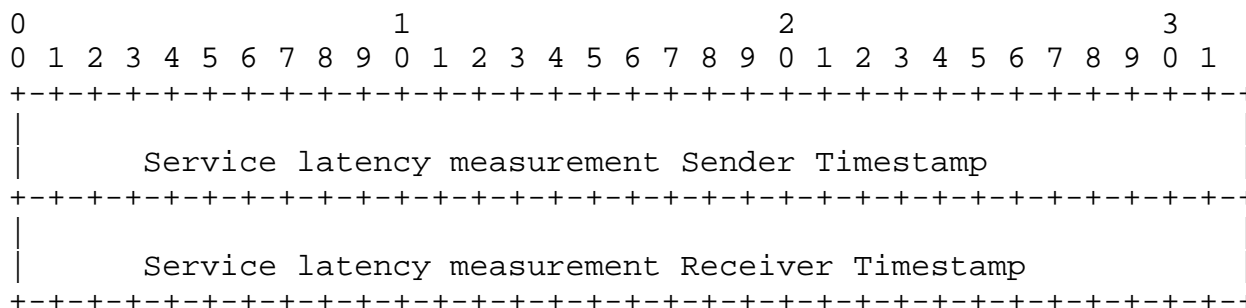 0                   1                   2                   3
0 1 2 3 4 5 6 7 8 9 0 1 2 3 4 5 6 7 8 9 0 1 2 3 4 5 6 7 8 9 0 1
+-+-+-+-+-+-+-+-+-+-+-+-+-+-+-+-+-+-+-+-+-+-+-+-+-+-+-+-+-+-+-+-+
|                                                               |
|      Service latency measurement Sender Timestamp             |
+-+-+-+-+-+-+-+-+-+-+-+-+-+-+-+-+-+-+-+-+-+-+-+-+-+-+-+-+-+-+-+-+
|                                                               |
|      Service latency measurement Receiver Timestamp           |
+-+-+-+-+-+-+-+-+-+-+-+-+-+-+-+-+-+-+-+-+-+-+-+-+-+-+-+-+-+-+-+-+